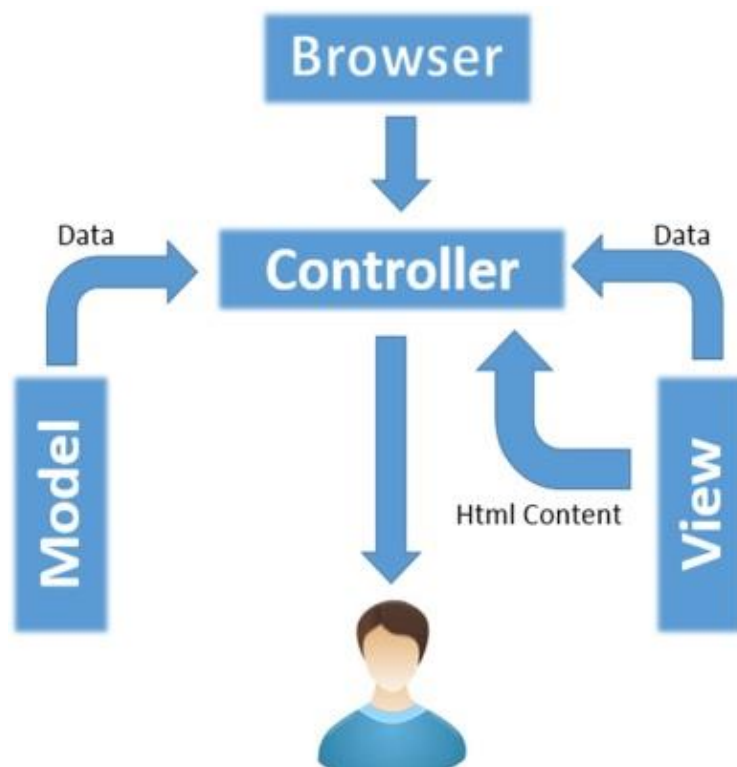 Browser
Data
Data
Controller
Model
View
Html Content